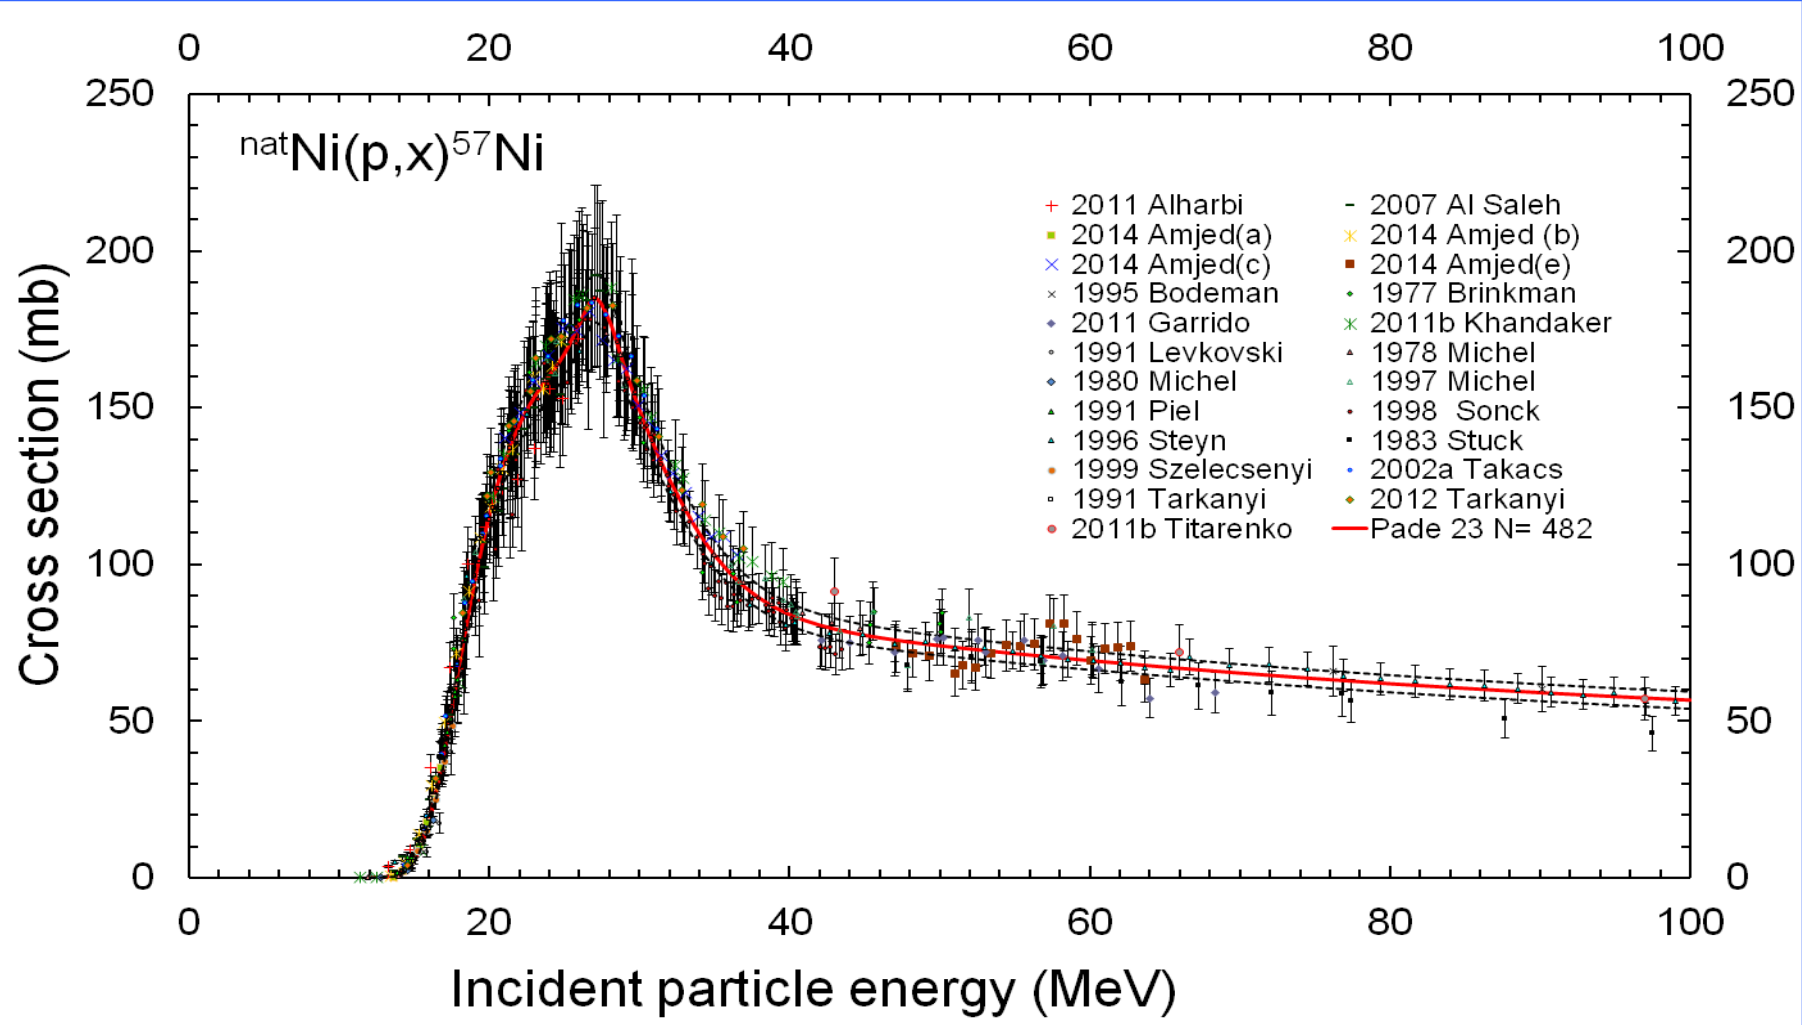 0 20 40 60 80 100
250 250
natNi(p,x)57Ni
2011 Alharbi 2007 Al Saleh
2014 Amjed(a) 2014 Amjed (b)
200 200
2014 Amjed(c) 2014 Amjed(e)
1995 Bodeman 1977 Brinkman
2011 Garrido 2011b Khandaker
1991 Levkovski 1978 Michel
1980 Michel 1997 Michel
150 150
1991 Piel 1998 Sonck
1996 Steyn 1983 Stuck
1999 Szelecsenyi 2002a Takacs
1991 Tarkanyi 2012 Tarkanyi
2011b Titarenko Pade 23 N= 482
Cross section (mb)
100 100
50 50
0 0
0 20 40 60 80 100
Incident particle energy (MeV)